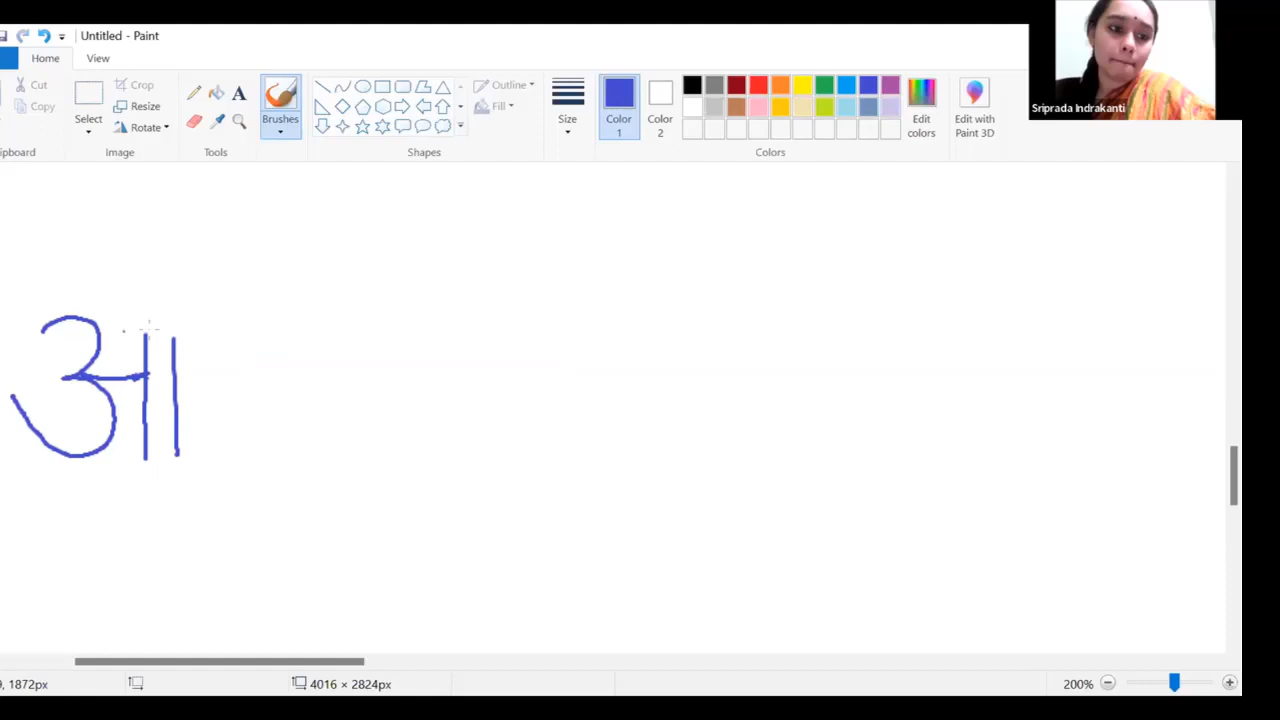 Untitled - Paint
Home View
Cut
Copy
Crop
Resize
Rotate
Select
Brushes
Outline
Fill
Size
Color 1
Color 2
Edit colors
Edit with Paint 3D
Image
Tools
Shapes
Colors
Sriprada Indrakanti
आ
1872px
4016 × 2824px
200%